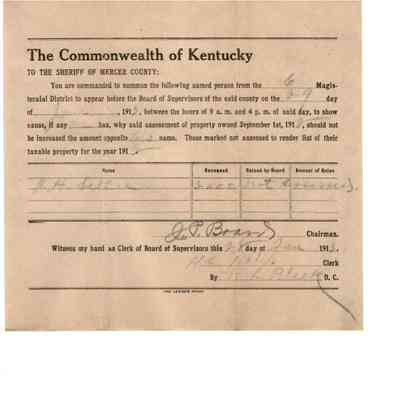 The Commonwealth of Kentucky
TO THE SHERIFF OF MERCER COUNTY:
You are commanded to summon the following named person from the 6 Magis-
terial District to appear before the Board of Supervisors of the said county on the 29 day
of 191 , between the hours of 9 a. m. and 4 p. m. of said day, to show
cause, if any has, why said assessment of property owned September 1st, 191 , should not
be increased the amount opposite his name. Those marked not assessed to render list of their
taxable property for the year 191
Name Assessed Raised by Board Amount of Raise
J. P. Board Chairman.
Witness my hand as Clerk of Board of Supervisors this day of Jan 1913.
Clerk
By D. C.